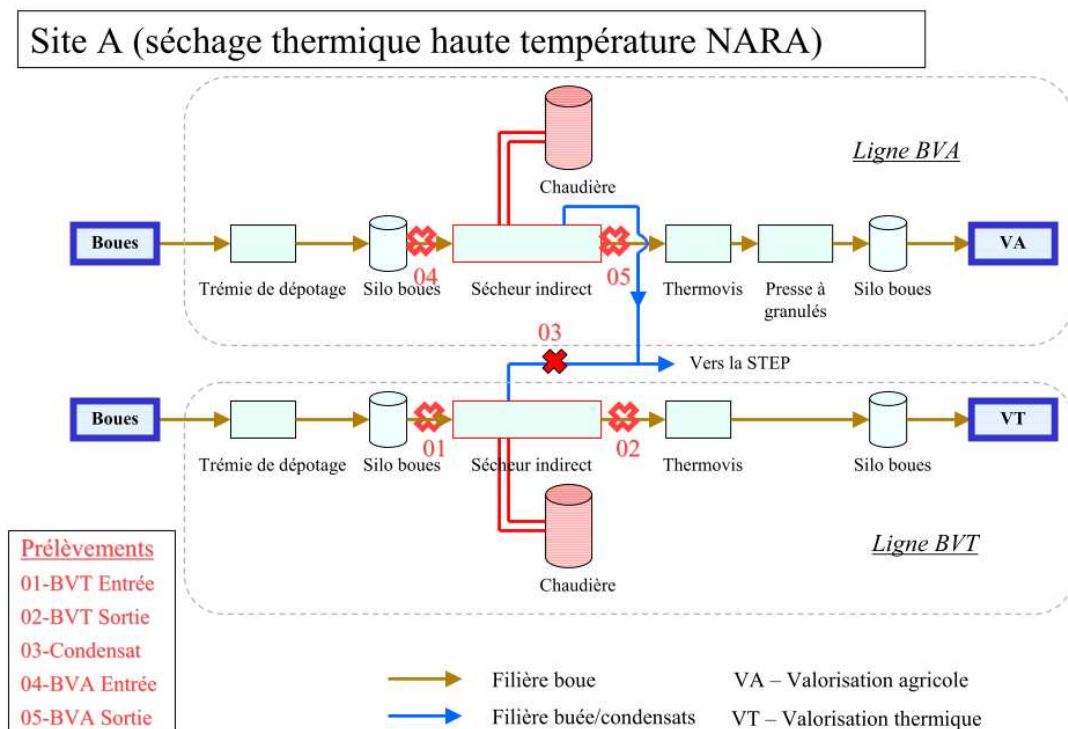 Site A (séchage thermique haute température NARA)
Ligne BVA
Chaudière
Boues
VA
04
05
Trémie de dépotage
Silo boues
Sécheur indirect
Thermovis
Presse à
granulés
Silo boues
03
Vers la STEP
Boues
VT
01
02
Trémie de dépotage
Silo boues
Sécheur indirect
Thermovis
Silo boues
Ligne BVT
Chaudière
Prélèvements
01-BVT Entrée
02-BVT Sortie
03-Condensat
04-BVA Entrée
05-BVA Sortie
Filière boue
VA – Valorisation agricole
Filière buée/condensats
VT – Valorisation thermique